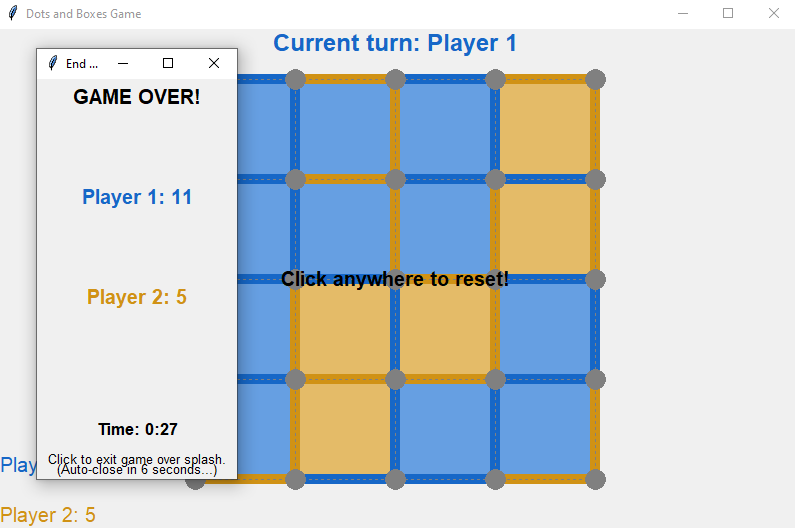 Dots and Boxes Game
Current turn: Player 1
End ...
GAME OVER!
Player 1: 11
Click anywhere to reset!
Player 2: 5
Time: 0:27
Click to exit game over splash.
(Auto-close in 6 seconds...)
Play
Player 2: 5